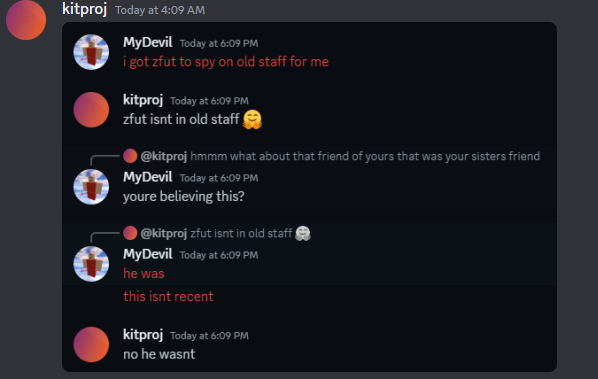 kitproj Today at 4:09 AM
MyDevil Today at 6:09 PM
i got zfut to spy on old staff for me
kitproj Today at 6:09 PM
zfut isnt in old staff 🤗
@kitproj hmmm what about that friend of yours that was your sisters friend
MyDevil Today at 6:09 PM
youre believing this?
@kitproj zfut isnt in old staff 🤗
MyDevil Today at 6:09 PM
he was
this isnt recent
kitproj Today at 6:09 PM
no he wasnt